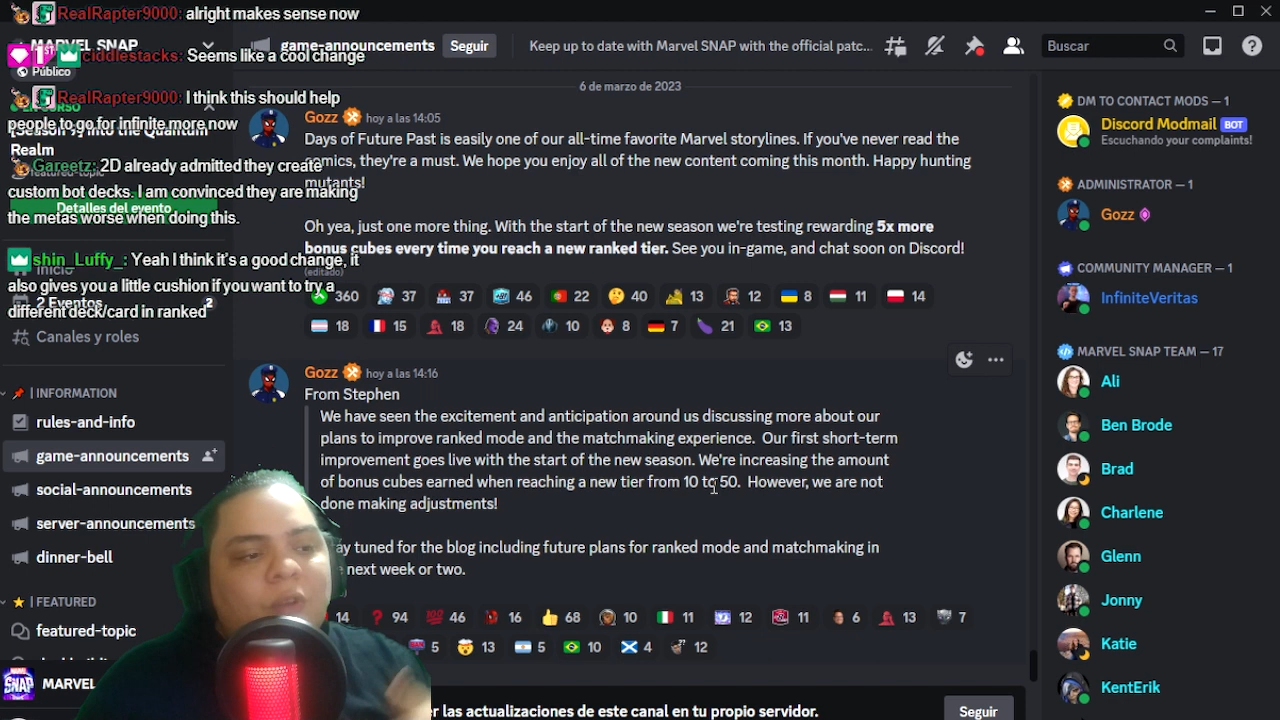 RealRapter9000: alright makes sense now
MARVEL SNAP
Público
ciddlestacks: Seems like a cool change
RealRapter9000: I think this should help
people to go for infinite more now
Realm
Gareetz: 2D already admitted they create
custom bot decks. I am convinced they are making
the metas worse when doing this.
Detalles del evento
shin_Luffy_: Yeah I think it's a good change, it
also gives you a little cushion if you want to try a
different deck/card in ranked
Inicio
2 Eventos
2
Canales y roles
INFORMATION
rules-and-info
game-announcements
social-announcements
server-announcements
dinner-bell
FEATURED
featured-topic
MARVEL
game-announcements
Seguir
Keep up to date with Marvel SNAP with the official patc...
Buscar
6 de marzo de 2023
Gozz hoy a las 14:05
Days of Future Past is easily one of our all-time favorite Marvel storylines. If you've never read the
comics, they're a must. We hope you enjoy all of the new content coming this month. Happy hunting
mutants!
Oh yea, just one more thing. With the start of the new season we're testing rewarding 5x more
bonus cubes every time you reach a new ranked tier. See you in-game, and chat soon on Discord!
(editado)
360 37 37 46 22 40 13 12 8 11 14
18 15 18 24 10 8 7 21 13
Gozz hoy a las 14:16
From Stephen
We have seen the excitement and anticipation around us discussing more about our
plans to improve ranked mode and the matchmaking experience. Our first short-term
improvement goes live with the start of the new season. We're increasing the amount
of bonus cubes earned when reaching a new tier from 10 to 50. However, we are not
done making adjustments!
tuned for the blog including future plans for ranked mode and matchmaking in
next week or two.
14 94 46 16 68 10 11 12 11 6 13 7
5 13 5 10 4 12
las actualizaciones de este canal en tu propio servidor.
Seguir
DM TO CONTACT MODS — 1
Discord Modmail BOT
Escuchando your complaints!
ADMINISTRATOR — 1
Gozz
COMMUNITY MANAGER — 1
InfiniteVeritas
MARVEL SNAP TEAM — 17
Ali
Ben Brode
Brad
Charlene
Glenn
Jonny
Katie
KentErik